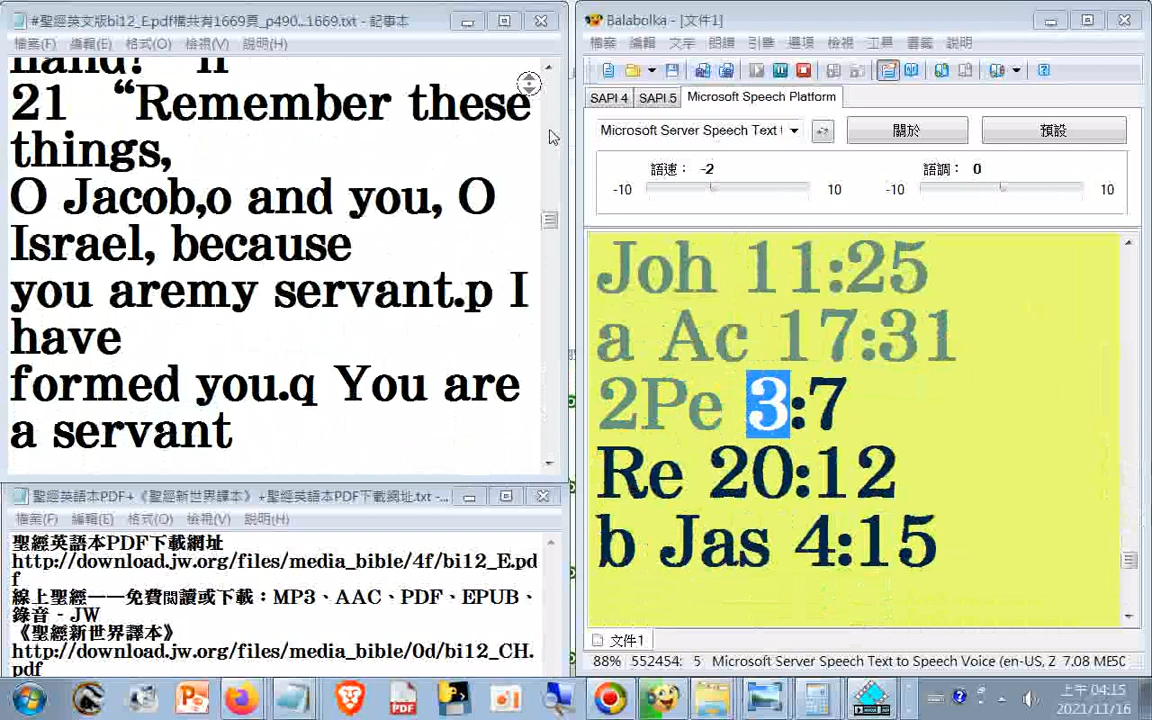 #聖經英文版bi12_E.pdf檔共有1669頁_p490...1669.txt - 記事本
檔案(F) 編輯(E) 格式(O) 檢視(V) 說明(H)
hand?” n
21 “Remember these
things,
O Jacob,o and you, O
Israel, because
you aremy servant.p I
have
formed you.q You are
a servant
聖經英語本PDF+《聖經新世界譯本》+聖經英語本PDF下載網址.txt -...
檔案(F) 編輯(E) 格式(O) 檢視(V) 說明(H)
聖經英語本PDF下載網址
http://download.jw.org/files/media_bible/4f/bi12_E.pd
f
線上聖經——免費閱讀或下載：MP3、AAC、PDF、EPUB、
錄音 - JW
《聖經新世界譯本》
http://download.jw.org/files/media_bible/0d/bi12_CH.
pdf
Balabolka - [文件1]
檔案 編輯 文字 朗讀 引擎 選項 檢視 工具 書籤 說明
SAPI 4 SAPI 5 Microsoft Speech Platform
Microsoft Server Speech Text 關於 預設
語速： -2 語調： 0
-10 10 -10 10
Joh 11:25
a Ac 17:31
2Pe 3:7
Re 20:12
b Jas 4:15
文件1
88% 552454: 5 Microsoft Server Speech Text to Speech Voice (en-US, Z 7.08 ME
PDF
上午 04:15
2021/11/16